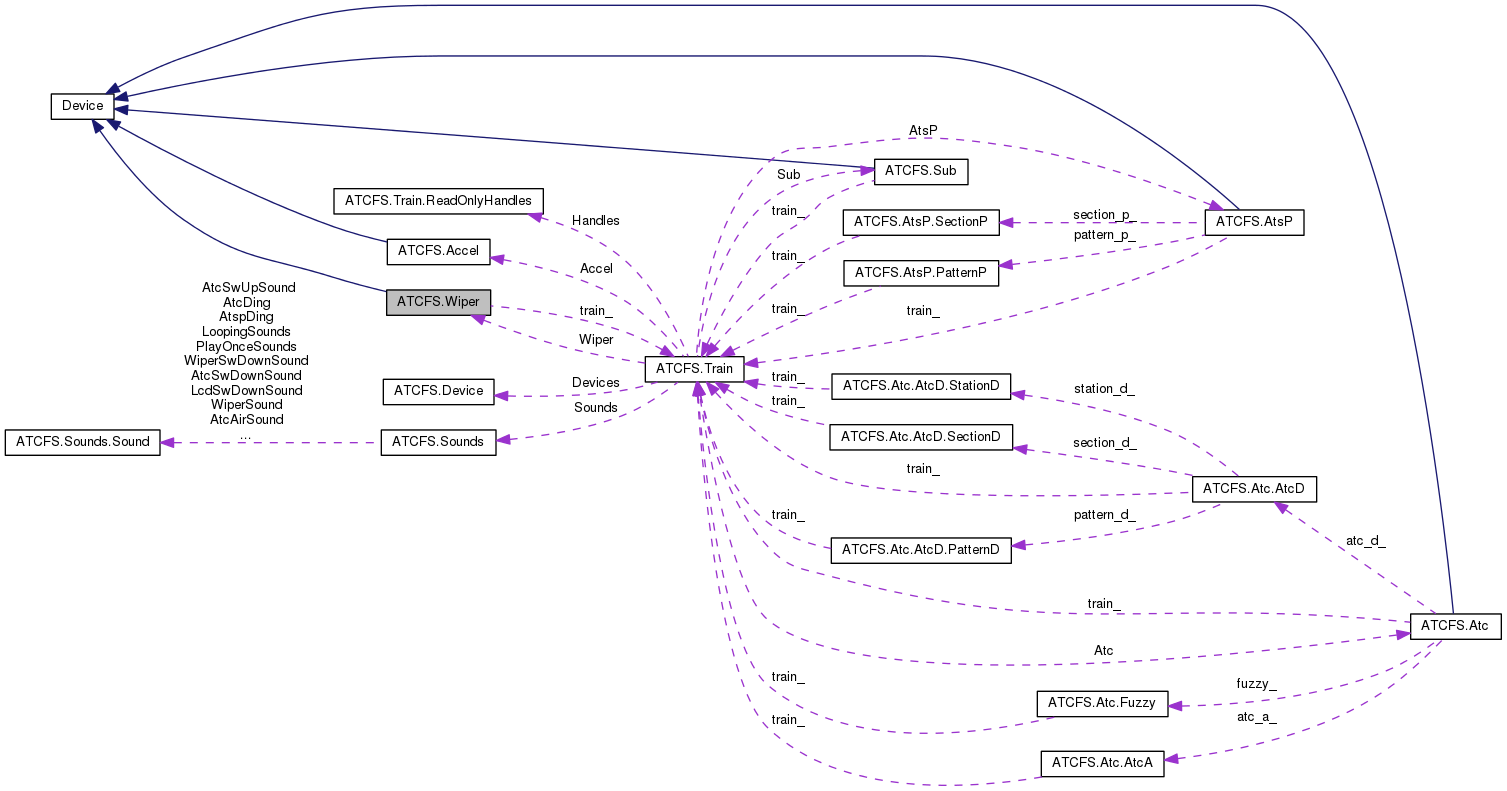 AtsP
Device
Sub
ATCFS.Sub
ATCFS.Train.ReadOnlyHandles
Handles
train_
ATCFS.AtsP.SectionP
section_p_
ATCFS.AtsP
pattern_p_
ATCFS.Accel
Accel
train_
ATCFS.AtsP.PatternP
AtcSwUpSound
AtcDing
AtspDing
LoopingSounds
PlayOnceSounds
WiperSwDownSound
AtcSwDownSound
LcdSwDownSound
WiperSound
AtcAirSound
...
ATCFS.Wiper
train_
train_
train_
Wiper
ATCFS.Train
ATCFS.Device
Devices
train_
ATCFS.Atc.AtcD.StationD
station_d_
Sounds
train_
ATCFS.Sounds.Sound
ATCFS.Sounds
ATCFS.Atc.AtcD.SectionD
section_d_
train_
ATCFS.Atc.AtcD
train_
pattern_d_
ATCFS.Atc.AtcD.PatternD
atc_d_
train_
ATCFS.Atc
Atc
train_
fuzzy_
ATCFS.Atc.Fuzzy
train_
atc_a_
ATCFS.Atc.AtcA